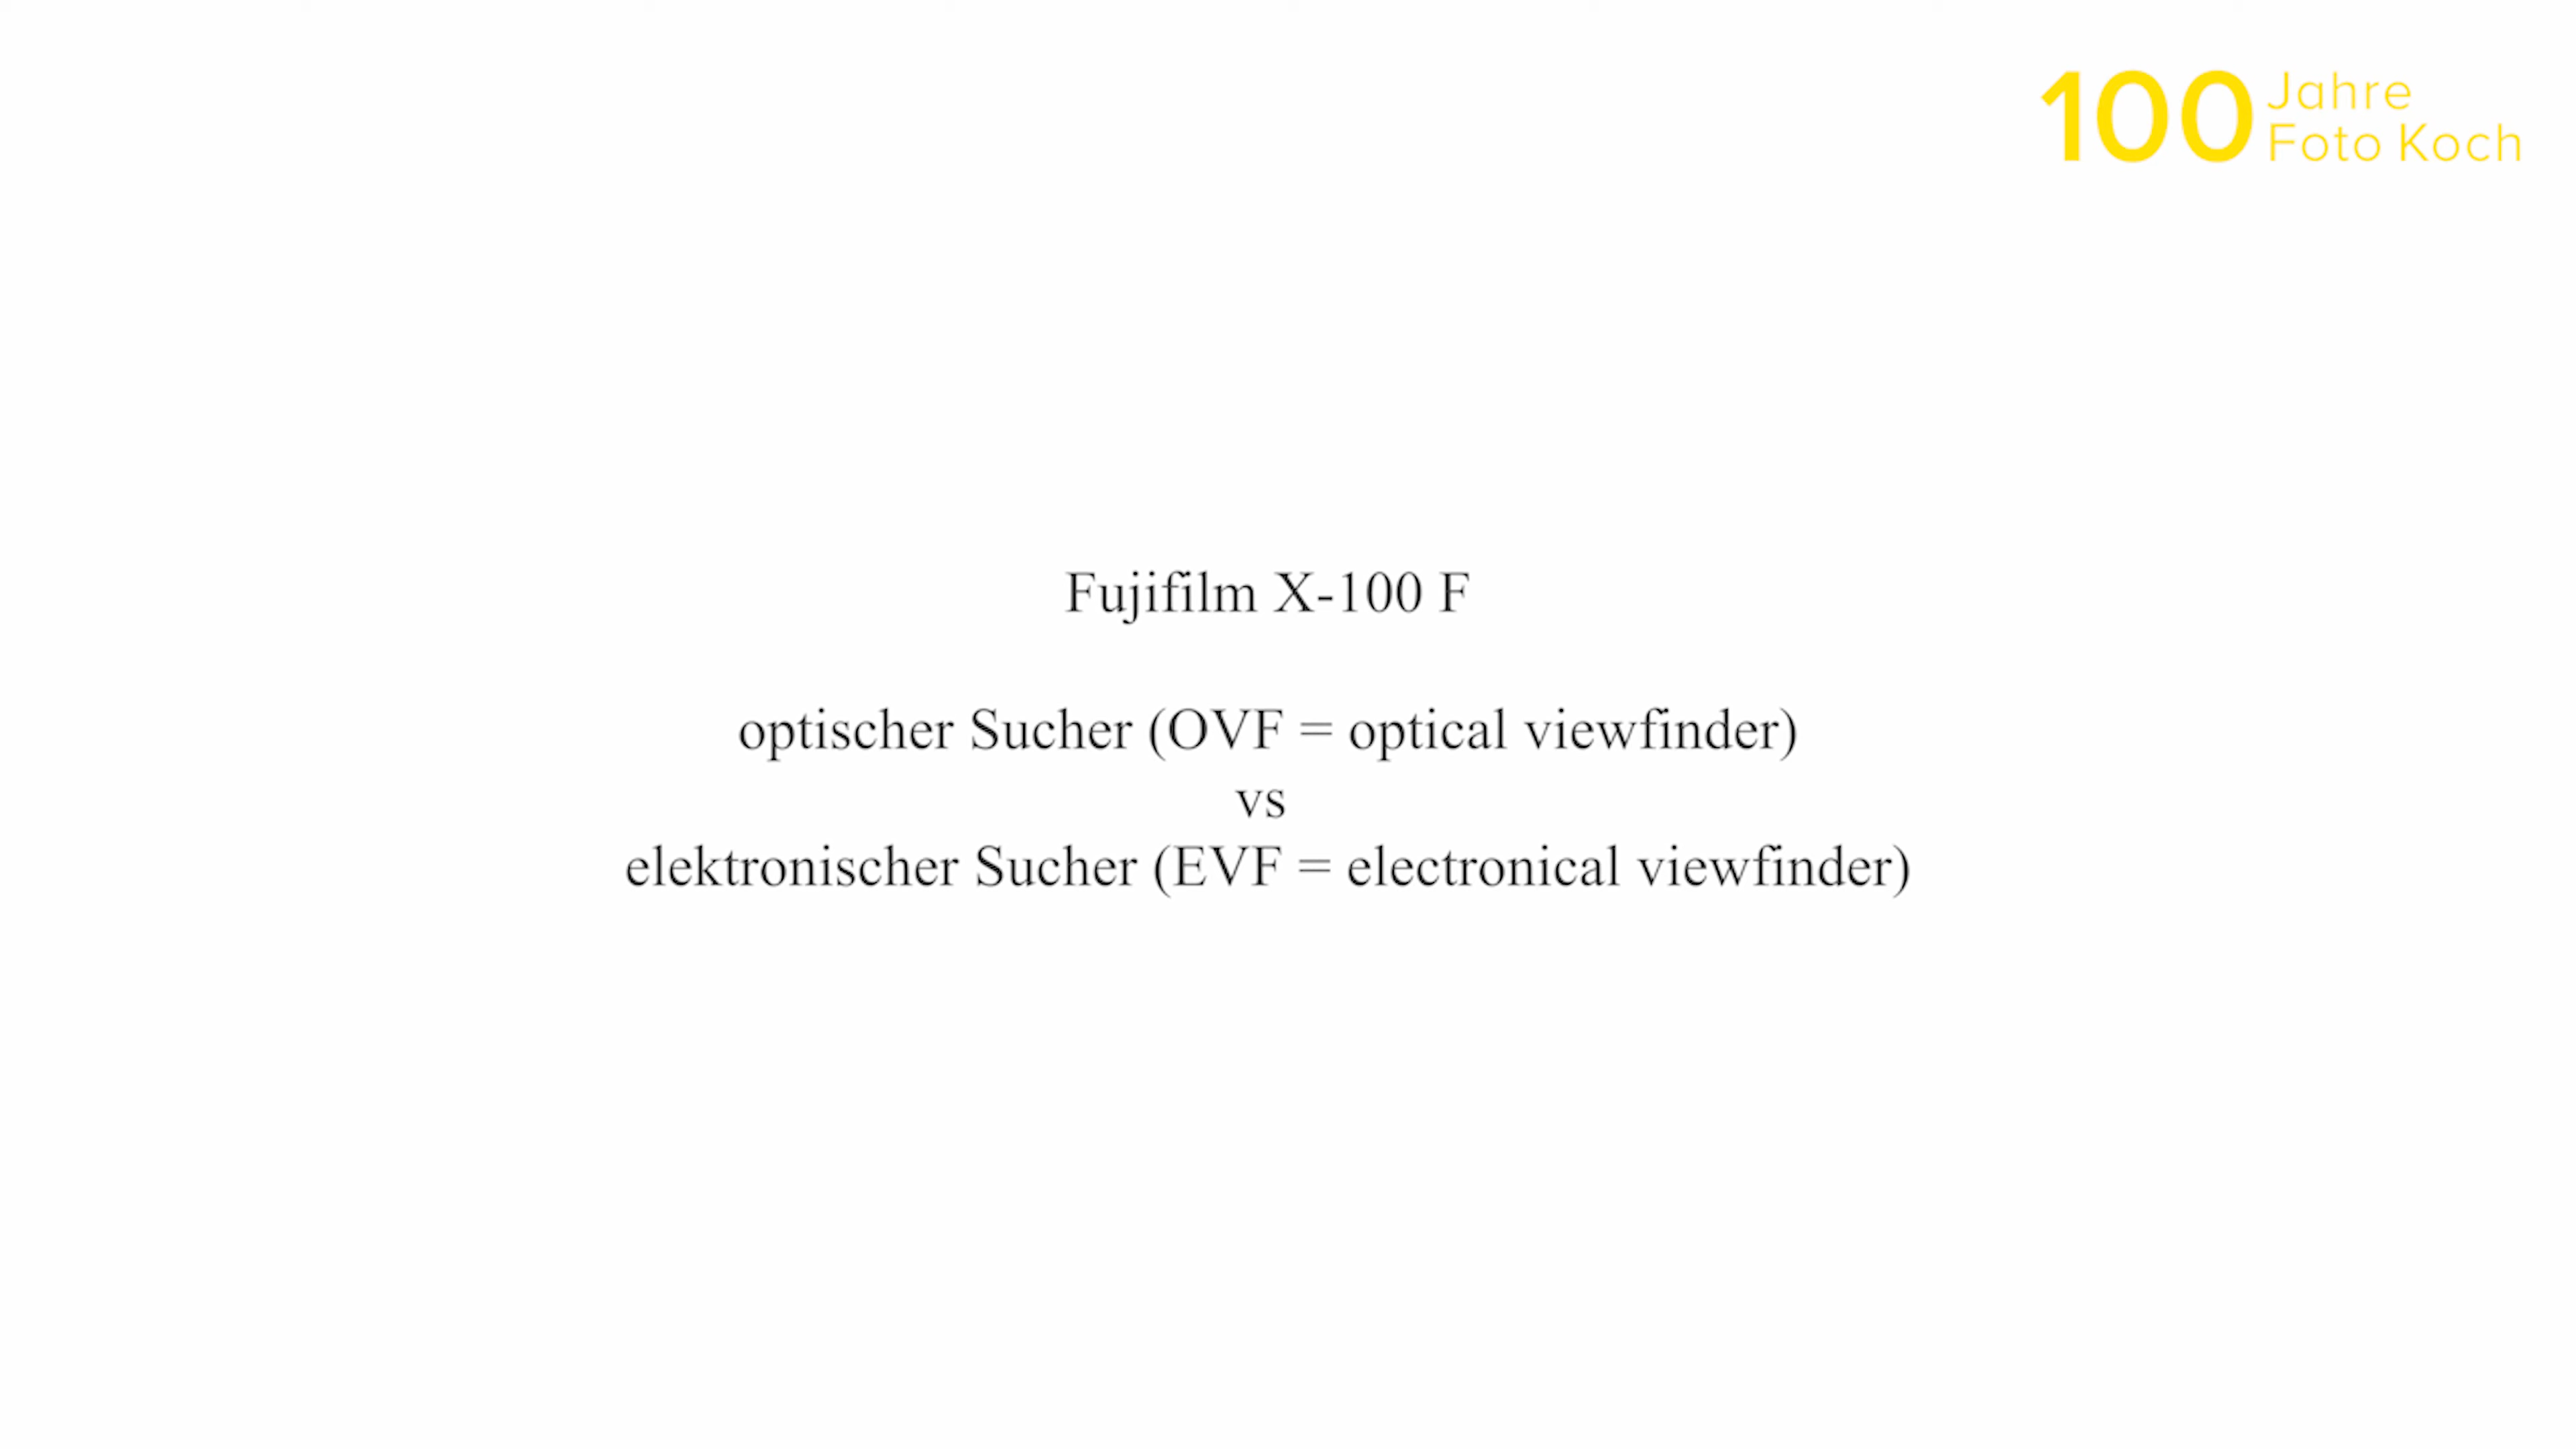 100 Jahre
Foto Koch
Fujifilm X-100 F
optischer Sucher (OVF = optical viewfinder)
vs
elektronischer Sucher (EVF = electronical viewfinder)